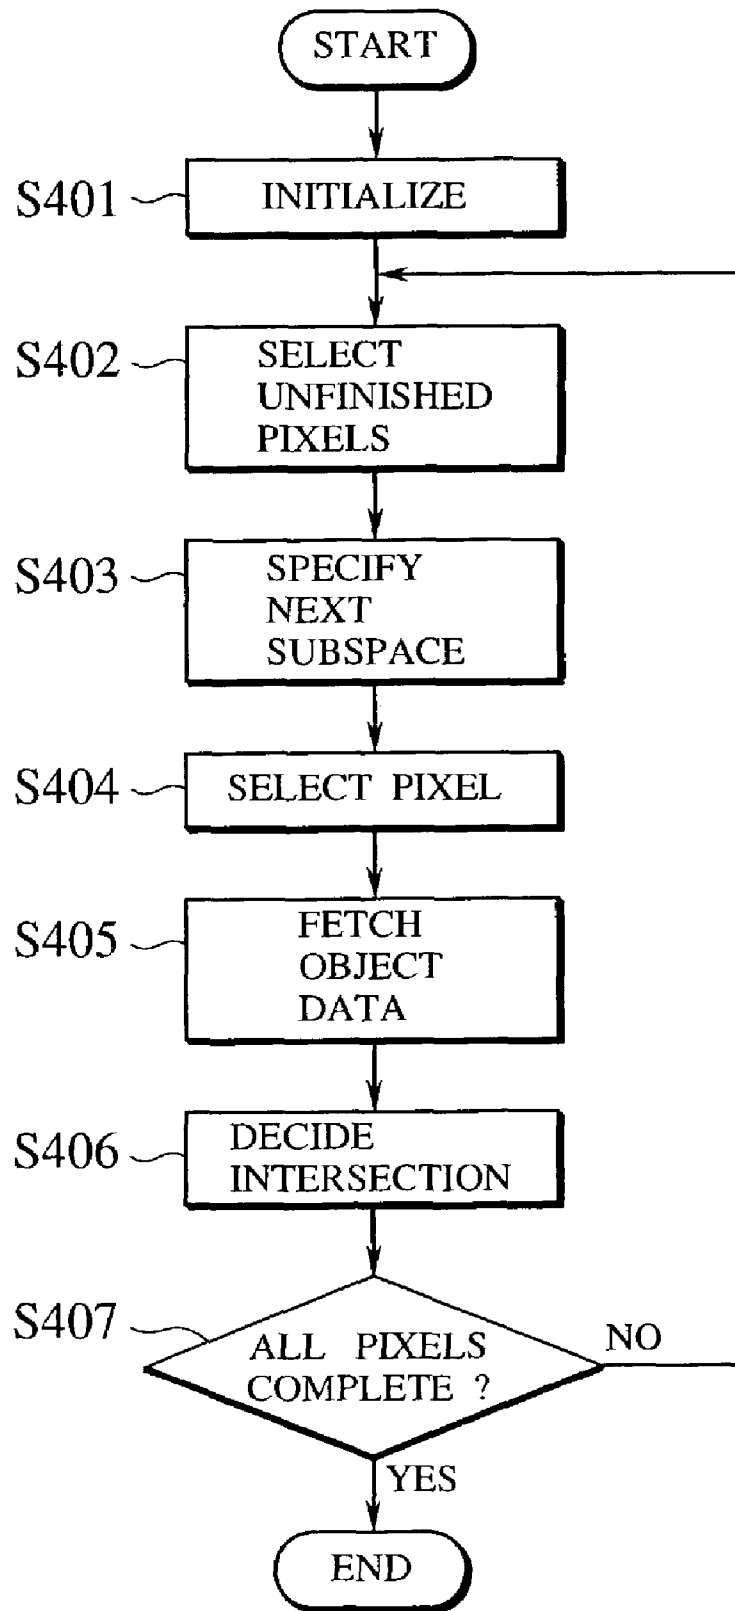 START
S401
INITIALIZE
S402
SELECT
UNFINISHED
PIXELS
S403
SPECIFY
NEXT
SUBSPACE
S404
SELECT PIXEL
S405
FETCH
OBJECT
DATA
S406
DECIDE
INTERSECTION
S407
ALL PIXELS
COMPLETE ?
NO
YES
END